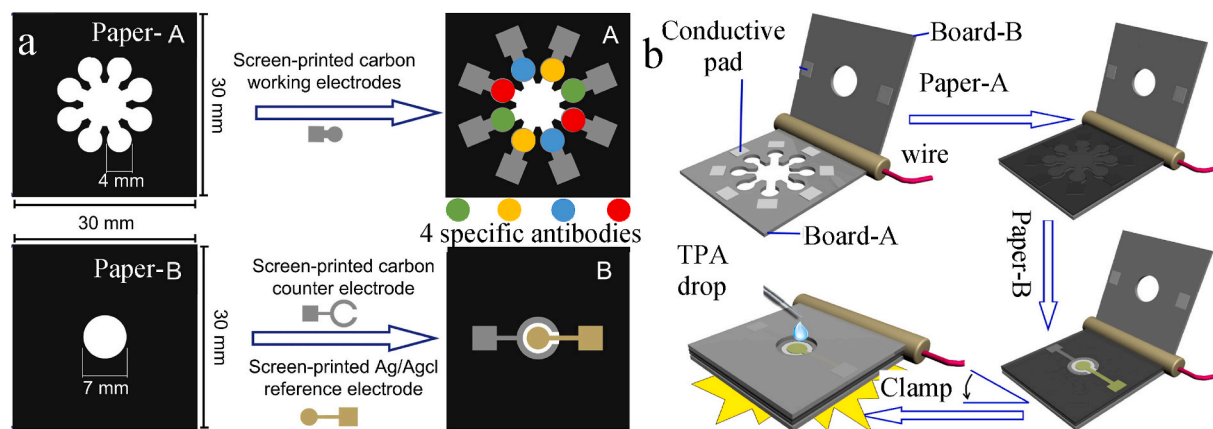 a
Paper-A
30 mm
4 mm
30 mm
Screen-printed carbon
working electrodes
A
4 specific antibodies
Paper-B
30 mm
7 mm
Screen-printed carbon
counter electrode
Screen-printed Ag/Agcl
reference electrode
B
b
Conductive
pad
Board-B
Paper-A
wire
Board-A
Paper-B
TPA
drop
Clamp